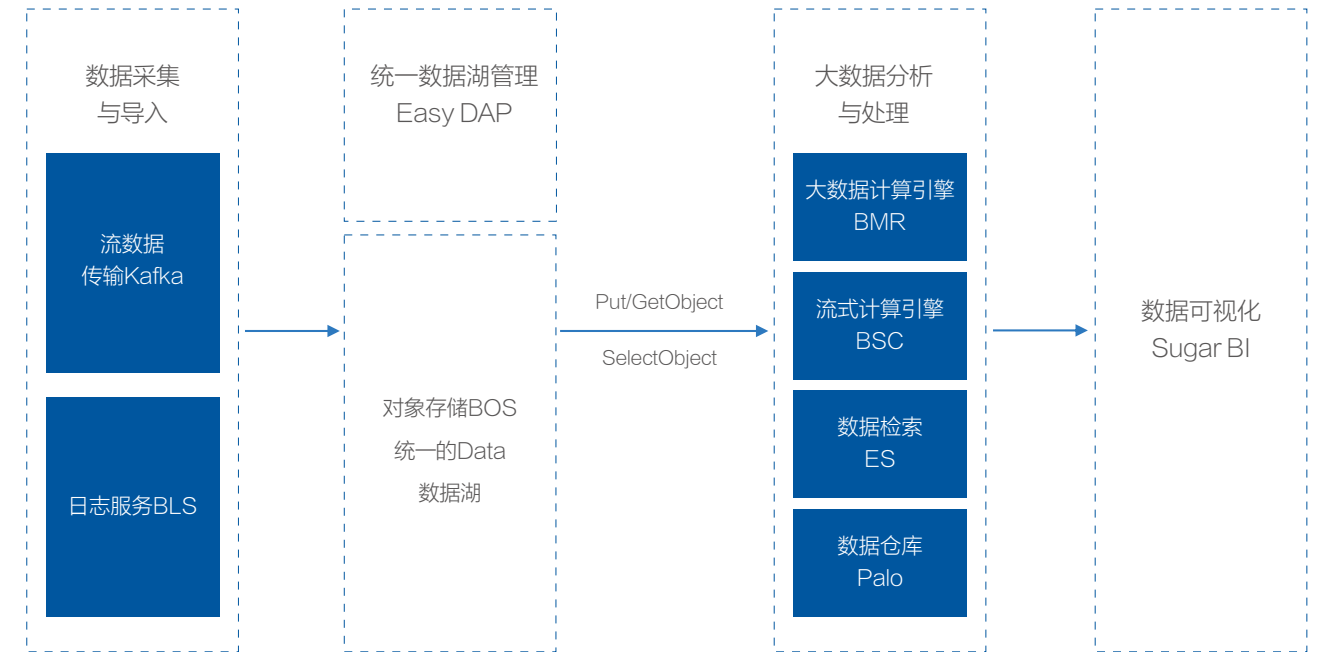 数据采集
与导入
流数据
传输Kafka
日志服务BLS
统一数据湖管理
Easy DAP
对象存储BOS
统一的Data
数据湖
Put/GetObject
SelectObject
大数据分析
与处理
大数据计算引擎
BMR
流式计算引擎
BSC
数据检索
ES
数据仓库
Palo
数据可视化
Sugar BI